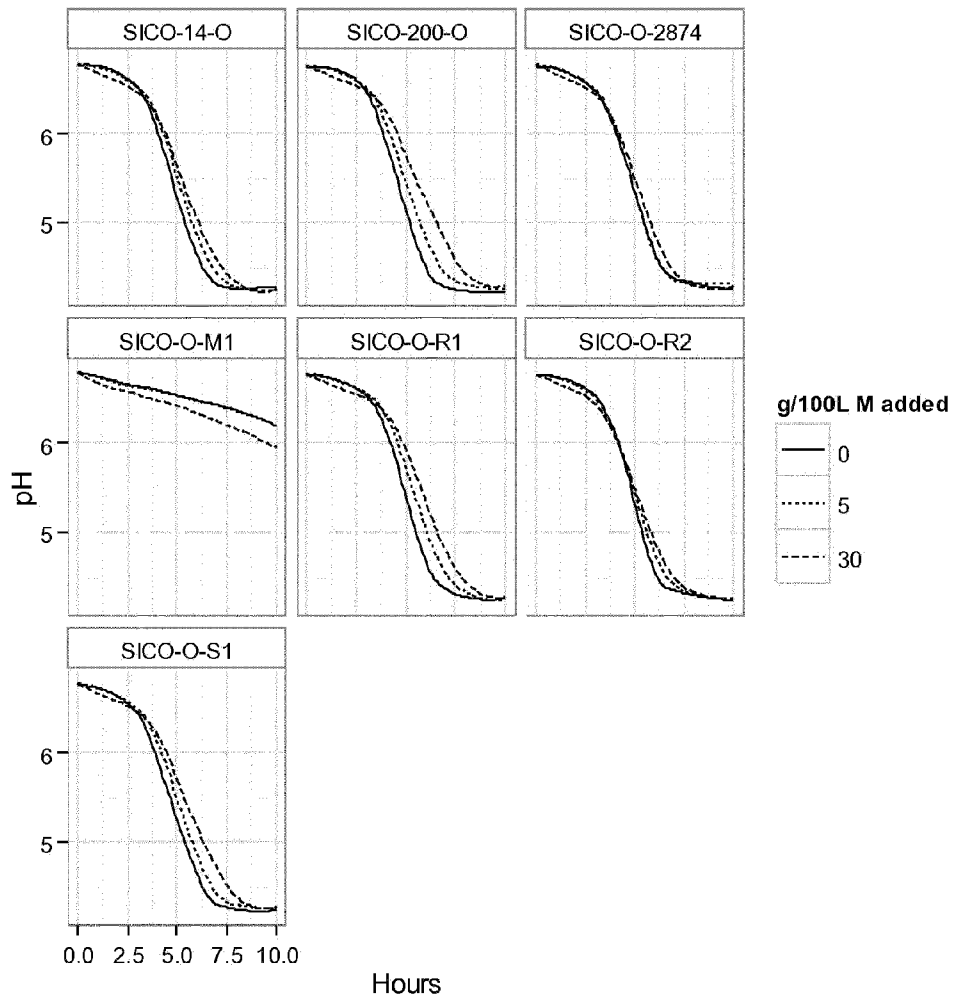 SICO-14-O
SICO-200-O
SICO-O-2874
6
5
SICO-O-M1
SICO-O-R1
SICO-O-R2
6
5
pH
g/100L M added
0
5
30
SICO-O-S1
6
5
0.0 2.5 5.0 7.5 10.0
Hours